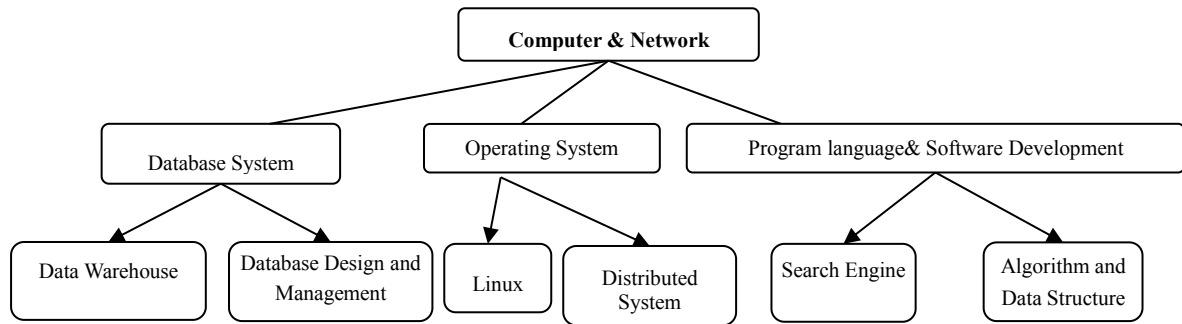 Computer & Network
Database System
Operating System
Program language& Software Development
Data Warehouse
Database Design and
Management
Linux
Distributed
System
Search Engine
Algorithm and
Data Structure